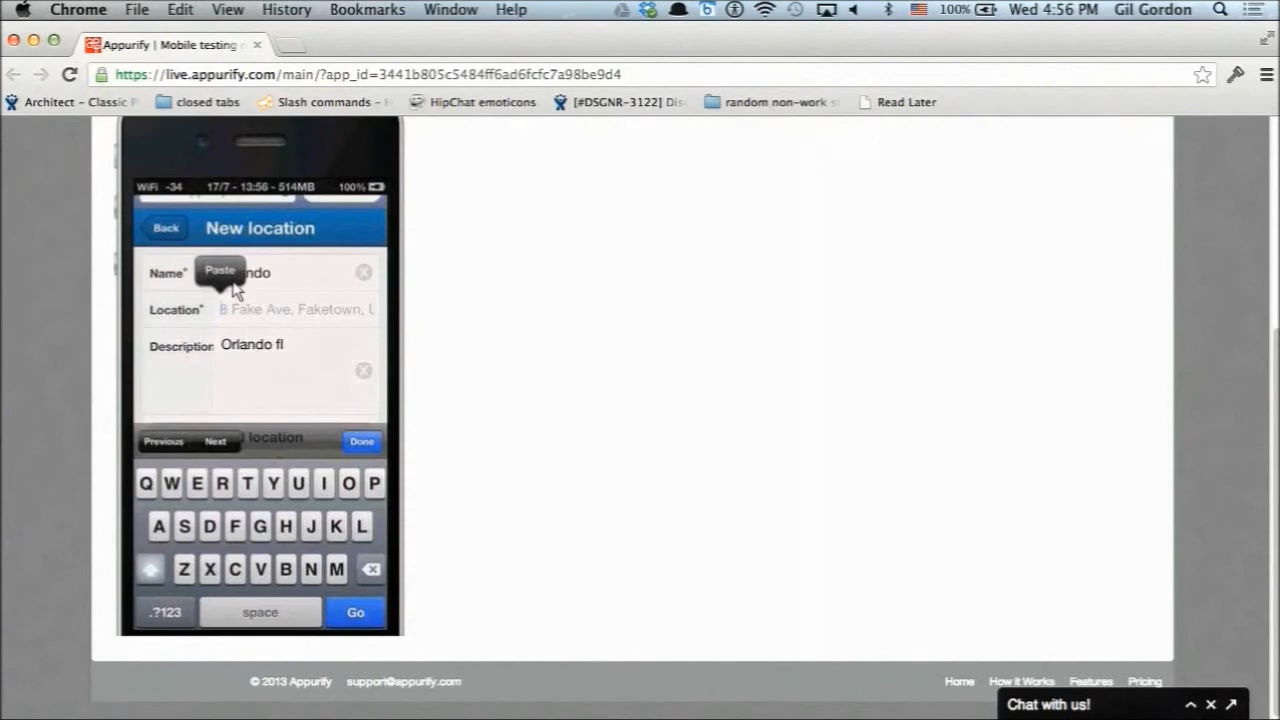 Chrome File Edit View History Bookmarks Window Help 100% Wed 4:56 PM Gil Gordon
Appurify | Mobile testing
https://live.appurify.com/main/?app_id=3441b805c5484ff6ad6fcfc7a98be9d4
Architect - Classic closed tabs Slash commands - HipChat emoticons [#DSGNR-3122] Dis random non-work Read Later
WiFi -34 17/7 - 13:56 - 514MB 100%
Back New location
Name* Paste ndo
Location* Fake Ave, Faketown,
Description Orlando fl
Previous Next location Done
Q W E R T Y U I O P
A S D F G H J K L
Z X C V B N M
.?123 space Go
© 2013 Appurify support@appurify.com Home How it Works Features Pricing
Chat with us!